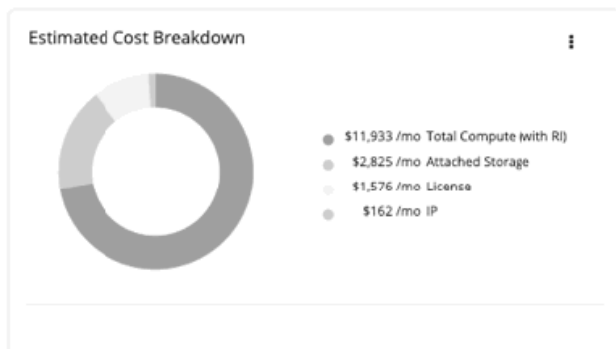 Estimated Cost Breakdown
$11,933 /mo Total Compute (with RI)
$2,825 /mo Attached Storage
$1,576 /mo License
$162 /mo IP